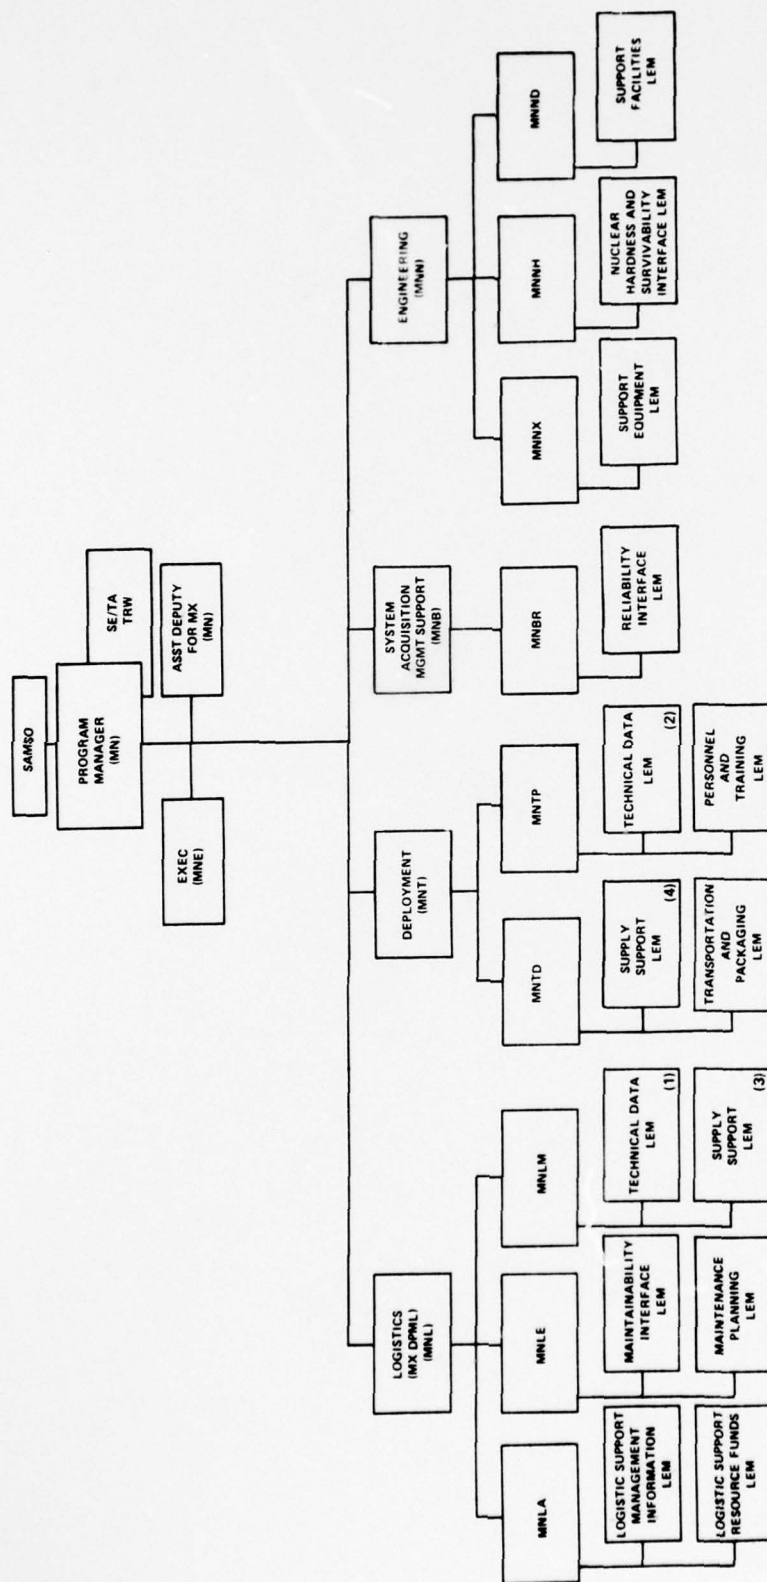 SAMSO
PROGRAM
MANAGER
(MN)
SE/TA
TRW
EXEC
(MNE)
ASST DEPUTY
FOR MX
(MN)
LOGISTICS
(MX DPML)
(MNL)
DEPLOYMENT
(MNT)
SYSTEM
ACQUISITION
MGMT SUPPORT
(MNB)
ENGINEERING
(MNN)
MNLA
MNLE
MNLM
MNTD
MNTP
MNBR
MNNX
MNNH
MNND
LOGISTIC SUPPORT
MANAGEMENT
INFORMATION
LEM
MAINTAINABILITY
INTERFACE
LEM
TECHNICAL DATA
LEM
(1)
SUPPLY
SUPPORT
LEM
(4)
TECHNICAL DATA
LEM
(2)
RELIABILITY
INTERFACE
LEM
SUPPORT
EQUIPMENT
LEM
NUCLEAR
HARDNESS AND
SURVIVABILITY
INTERFACE LEM
SUPPORT
FACILITIES
LEM
LOGISTIC SUPPORT
RESOURCE FUNDS
LEM
MAINTENANCE
PLANNING
LEM
SUPPLY
SUPPORT
LEM
(3)
TRANSPORTATION
AND
PACKAGING
LEM
PERSONNEL
AND
TRAINING
LEM